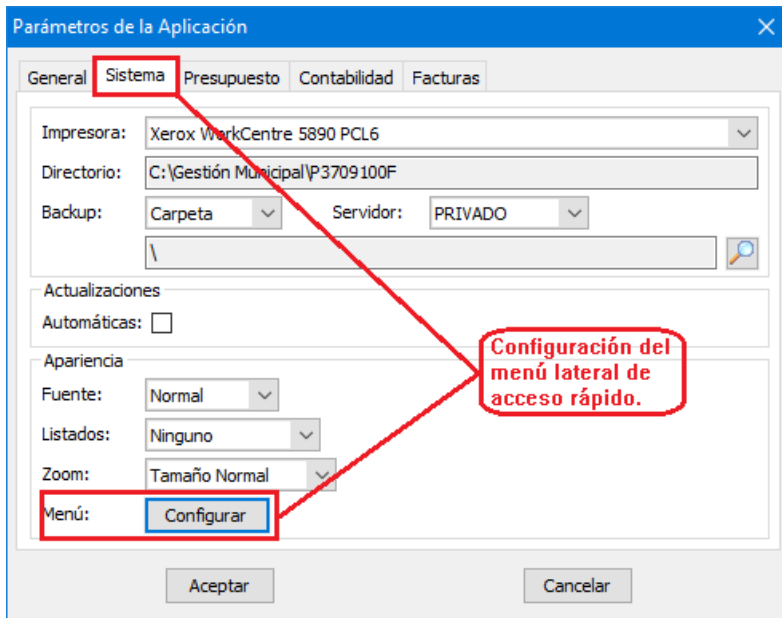 Parámetros de la Aplicación
General Sistema Presupuesto Contabilidad Facturas
Impresora: Xerox WorkCentre 5890 PCL6
Directorio: C:\Gestión Municipal\P3709100F
Backup: Carpeta Servidor: PRIVADO
\
Actualizaciones
Automáticas:
Apariencia
Fuente: Normal
Listados: Ninguno
Zoom: Tamaño Normal
Menú: Configurar
Configuración del
menú lateral de
acceso rápido.
Aceptar Cancelar